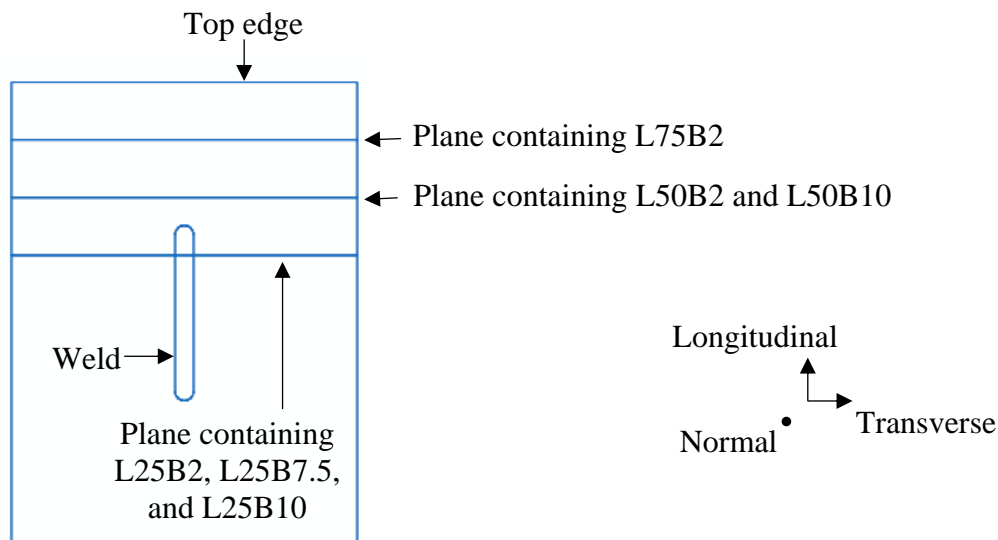 Top edge
Plane containing L75B2
Plane containing L50B2 and L50B10
Weld
Plane containing
L25B2, L25B7.5,
and L25B10
Longitudinal
Transverse
Normal